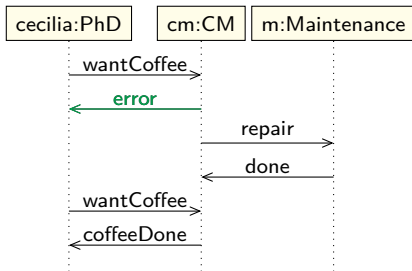 cecilia:PhD cm:CM m:Maintenance
wantCoffee
error
repair
done
wantCoffee
coffeeDone